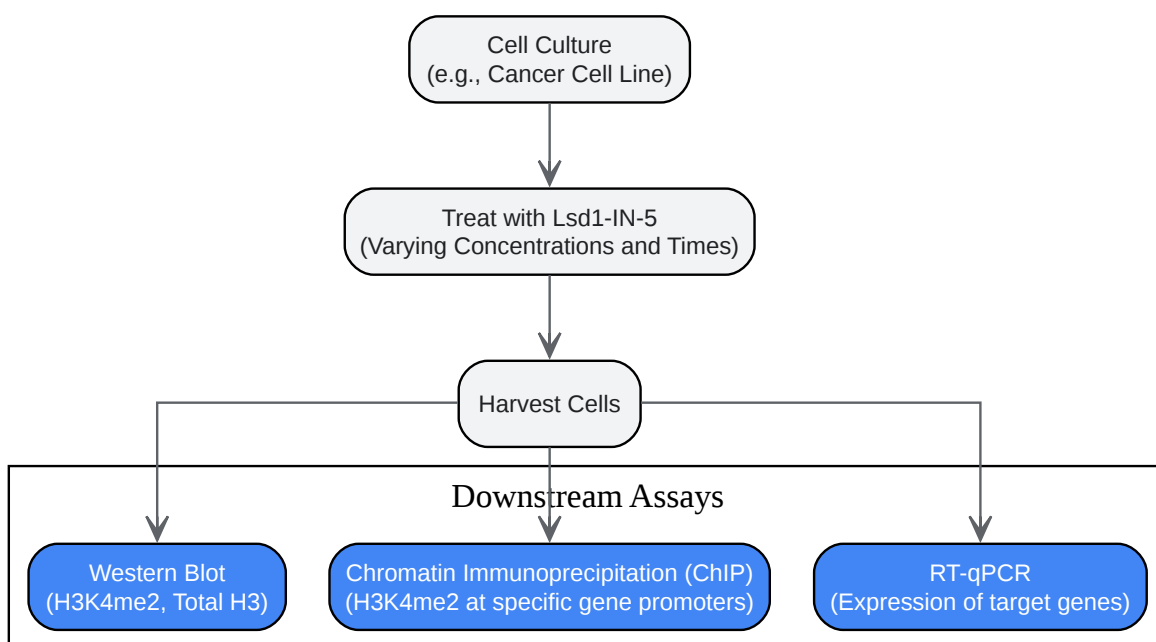 Cell Culture
(e.g., Cancer Cell Line)
Treat with Lsd1-IN-5
(Varying Concentrations and Times)
Harvest Cells
Downstream Assays
Western Blot
(H3K4me2, Total H3)
Chromatin Immunoprecipitation (ChIP)
(H3K4me2 at specific gene promoters)
RT-qPCR
(Expression of target genes)